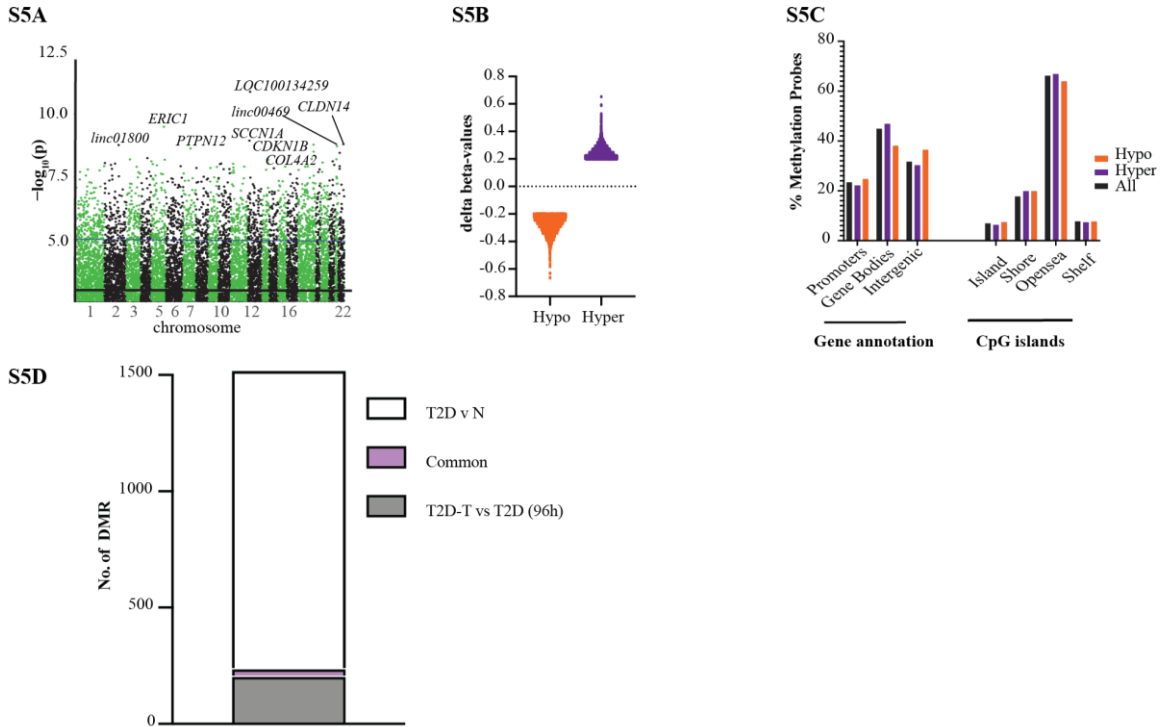 S5A
12.5
10.0
7.5
5.0
−log10(p)
LQC100134259
linc00469
CLDN14
ERIC1
linc01800
PTPN12
SCCN1A
CDKN1B
COL4A2
1 2 3 5 6 7 10 12 16 22
chromosome
S5B
0.8
0.6
0.4
0.2
0.0
-0.2
-0.4
-0.6
-0.8
delta beta-values
Hypo Hyper
S5C
80
60
40
20
0
% Methylation Probes
Hypo
Hyper
All
Promoters
Gene Bodies
Intergenic
Island
Shore
Opensea
Shelf
Gene annotation
CpG islands
S5D
1500
1000
500
0
No. of DMR
T2D v N
Common
T2D-T vs T2D (96h)